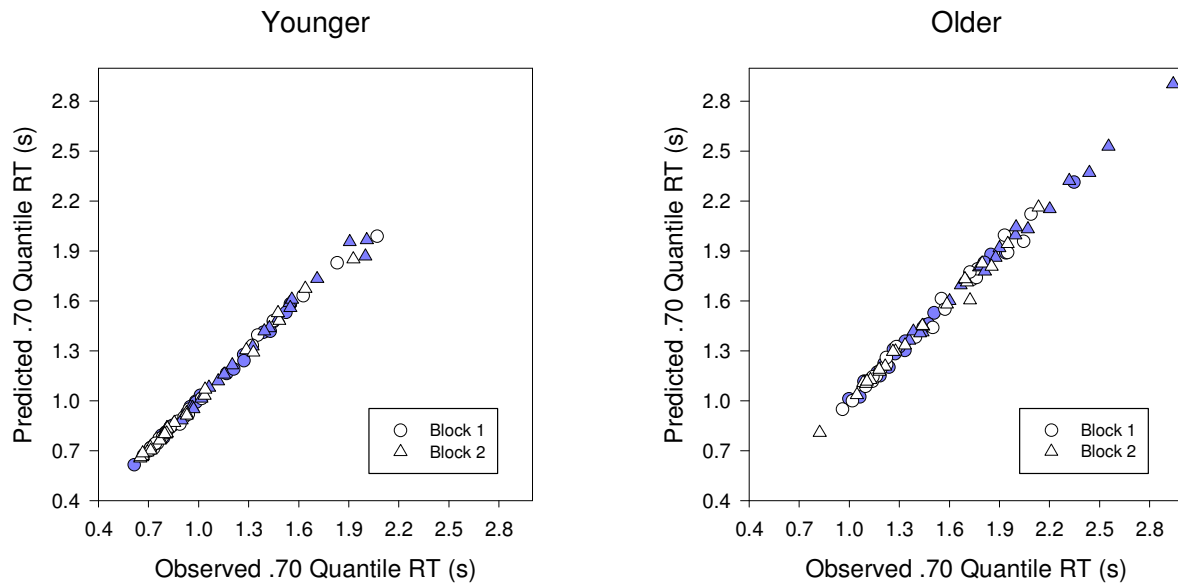 Younger
Predicted .70 Quantile RT (s)
2.8
2.5
2.2
1.9
1.6
1.3
1.0
0.7
0.4
Block 1
Block 2
0.4 0.7 1.0 1.3 1.6 1.9 2.2 2.5 2.8
Observed .70 Quantile RT (s)
Older
Predicted .70 Quantile RT (s)
2.8
2.5
2.2
1.9
1.6
1.3
1.0
0.7
0.4
Block 1
Block 2
0.4 0.7 1.0 1.3 1.6 1.9 2.2 2.5 2.8
Observed .70 Quantile RT (s)